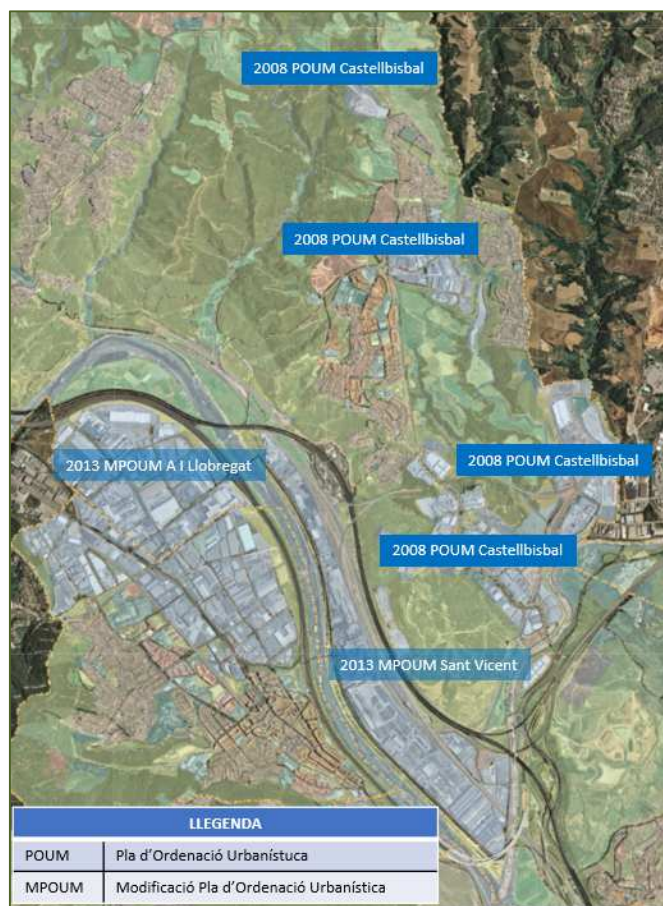 2008 POUM Castellbisbal
2008 POUM Castellbisbal
2013 MPOUM A I Llobregat
2008 POUM Castellbisbal
2008 POUM Castellbisbal
2013 MPOUM Sant Vicent
LLEGENDA
POUM Pla d'Ordenació Urbanístuca
MPOUM Modificació Pla d'Ordenació Urbanística